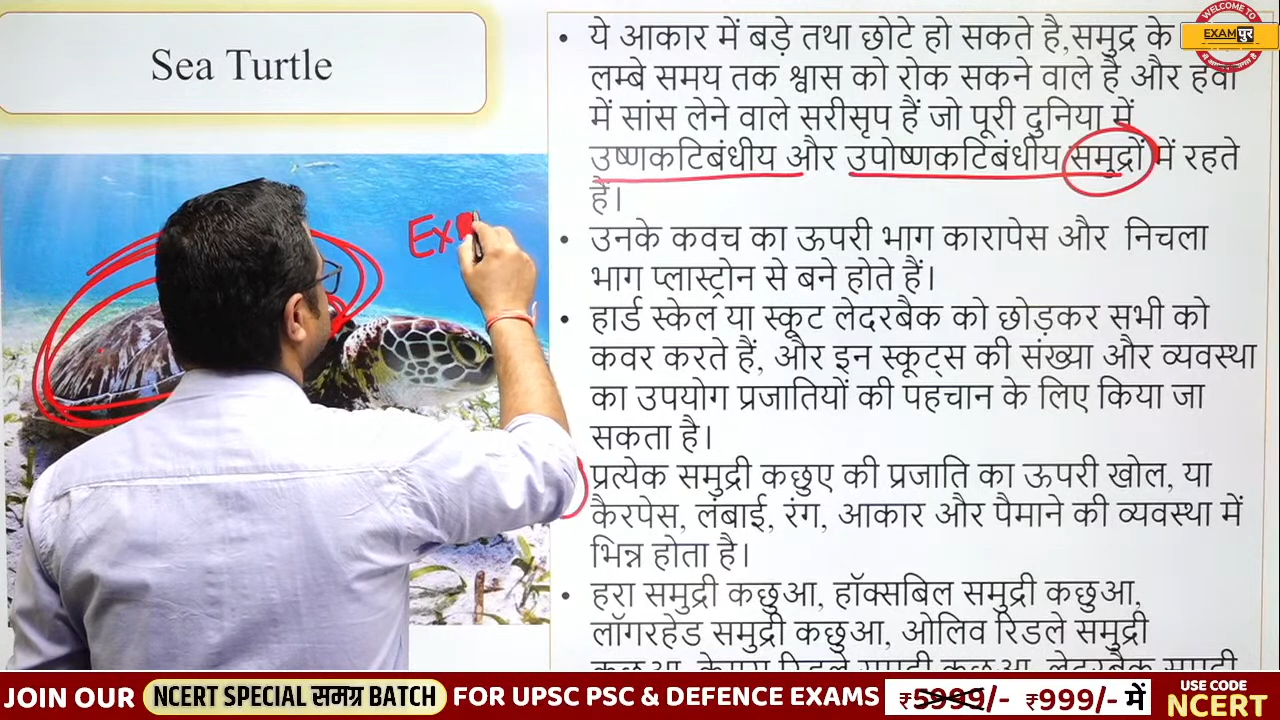 Sea Turtle
WELCOME TO
EXAMपुर
• ये आकार में बड़े तथा छोटे हो सकते है,समुद्र के
लम्बे समय तक श्वास को रोक सकने वाले है और हवा
में सांस लेने वाले सरीसृप हैं जो पूरी दुनिया में
उष्णकटिबंधीय और उपोष्णकटिबंधीय समुद्रों में रहते
हैं।
• उनके कवच का ऊपरी भाग कारापेस और निचला
भाग प्लास्ट्रोन से बने होते हैं।
• हार्ड स्केल या स्कूट लेदरबैक को छोड़कर सभी को
कवर करते हैं, और इन स्कूट्स की संख्या और व्यवस्था
का उपयोग प्रजातियों की पहचान के लिए किया जा
सकता है।
प्रत्येक समुद्री कछुए की प्रजाति का ऊपरी खोल, या
कैरपेस, लंबाई, रंग, आकार और पैमाने की व्यवस्था में
भिन्न होता है।
• हरा समुद्री कछुआ, हॉक्सबिल समुद्री कछुआ,
लॉगरहेड समुद्री कछुआ, ओलिव रिडले समुद्री
Ex
JOIN OUR NCERT SPECIAL समग्र BATCH FOR UPSC PSC & DEFENCE EXAMS ₹5999/- ₹999/- में
USE CODE
NCERT